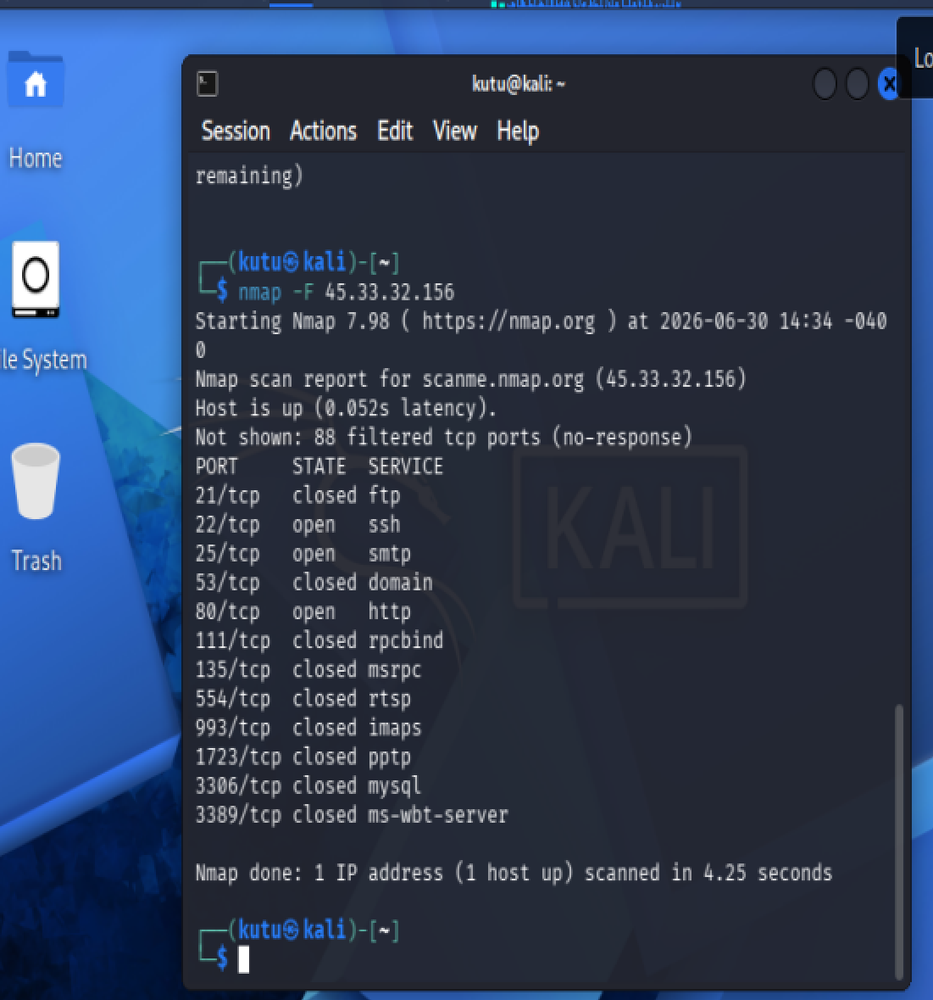 Lo
kutu@kali: ~
Session Actions Edit View Help
Home
ile System
Trash
remaining)
┌──(kutu㉿kali)-[~]
└─$ nmap -F 45.33.32.156
Starting Nmap 7.98 ( https://nmap.org ) at 2026-06-30 14:34 -040
0
Nmap scan report for scanme.nmap.org (45.33.32.156)
Host is up (0.052s latency).
Not shown: 88 filtered tcp ports (no-response)
PORT     STATE  SERVICE
21/tcp   closed ftp
22/tcp   open   ssh
25/tcp   open   smtp
53/tcp   closed domain
80/tcp   open   http
111/tcp  closed rpcbind
135/tcp  closed msrpc
554/tcp  closed rtsp
993/tcp  closed imaps
1723/tcp closed pptp
3306/tcp closed mysql
3389/tcp closed ms-wbt-server
Nmap done: 1 IP address (1 host up) scanned in 4.25 seconds
┌──(kutu㉿kali)-[~]
└─$
KALI